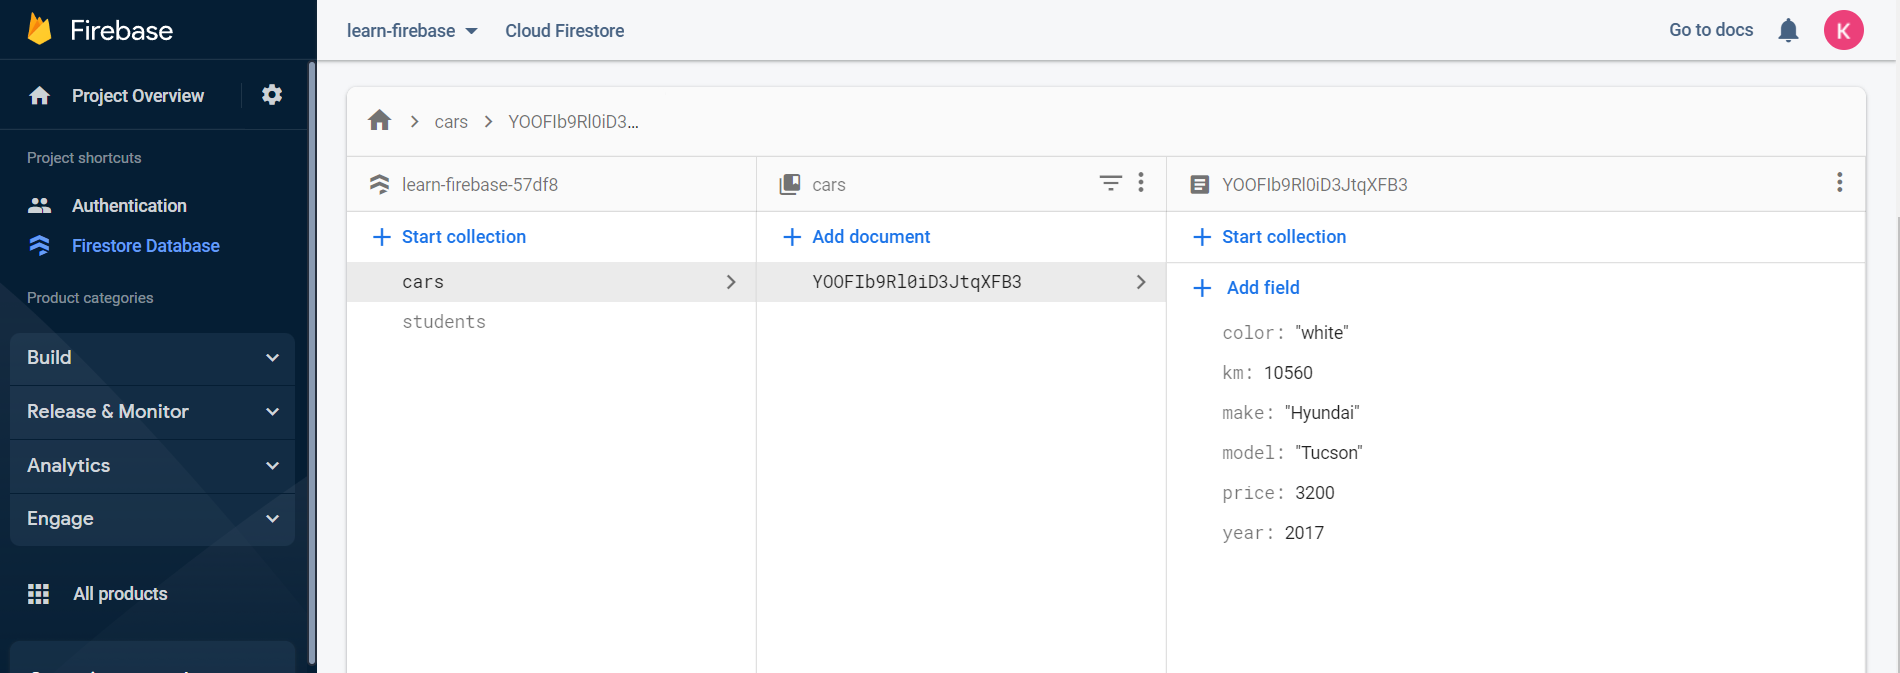 Firebase
learn-firebase
Cloud Firestore
Go to docs
K
Project Overview
Project shortcuts
Authentication
Firestore Database
Product categories
Build
Release & Monitor
Analytics
Engage
All products
cars
YOOFIb9Rl0iD3...
learn-firebase-57df8
Start collection
cars
students
cars
Add document
YOOFIb9Rl0iD3JtqXFB3
YOOFIb9Rl0iD3JtqXFB3
Start collection
Add field
color: "white"
km: 10560
make: "Hyundai"
model: "Tucson"
price: 3200
year: 2017